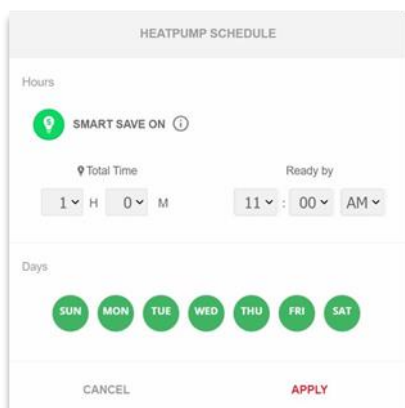 HEATPUMP SCHEDULE
Hours
SMART SAVE ON
Total Time Ready by
1 H 0 M 11 : 00 AM
Days
SUN MON TUE WED THU FRI SAT
CANCEL APPLY